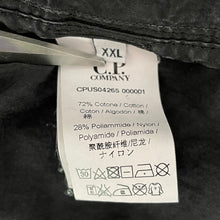 XXL
C.P.
COMPANY
CPUS04265 000001
72% Cotone / Cotton /
Coton / Algodón / 棉 /
28% Poliammide / Nylon /
Polyamide / Poliamida /
聚酰胺纤维/尼龙/
ナイロン